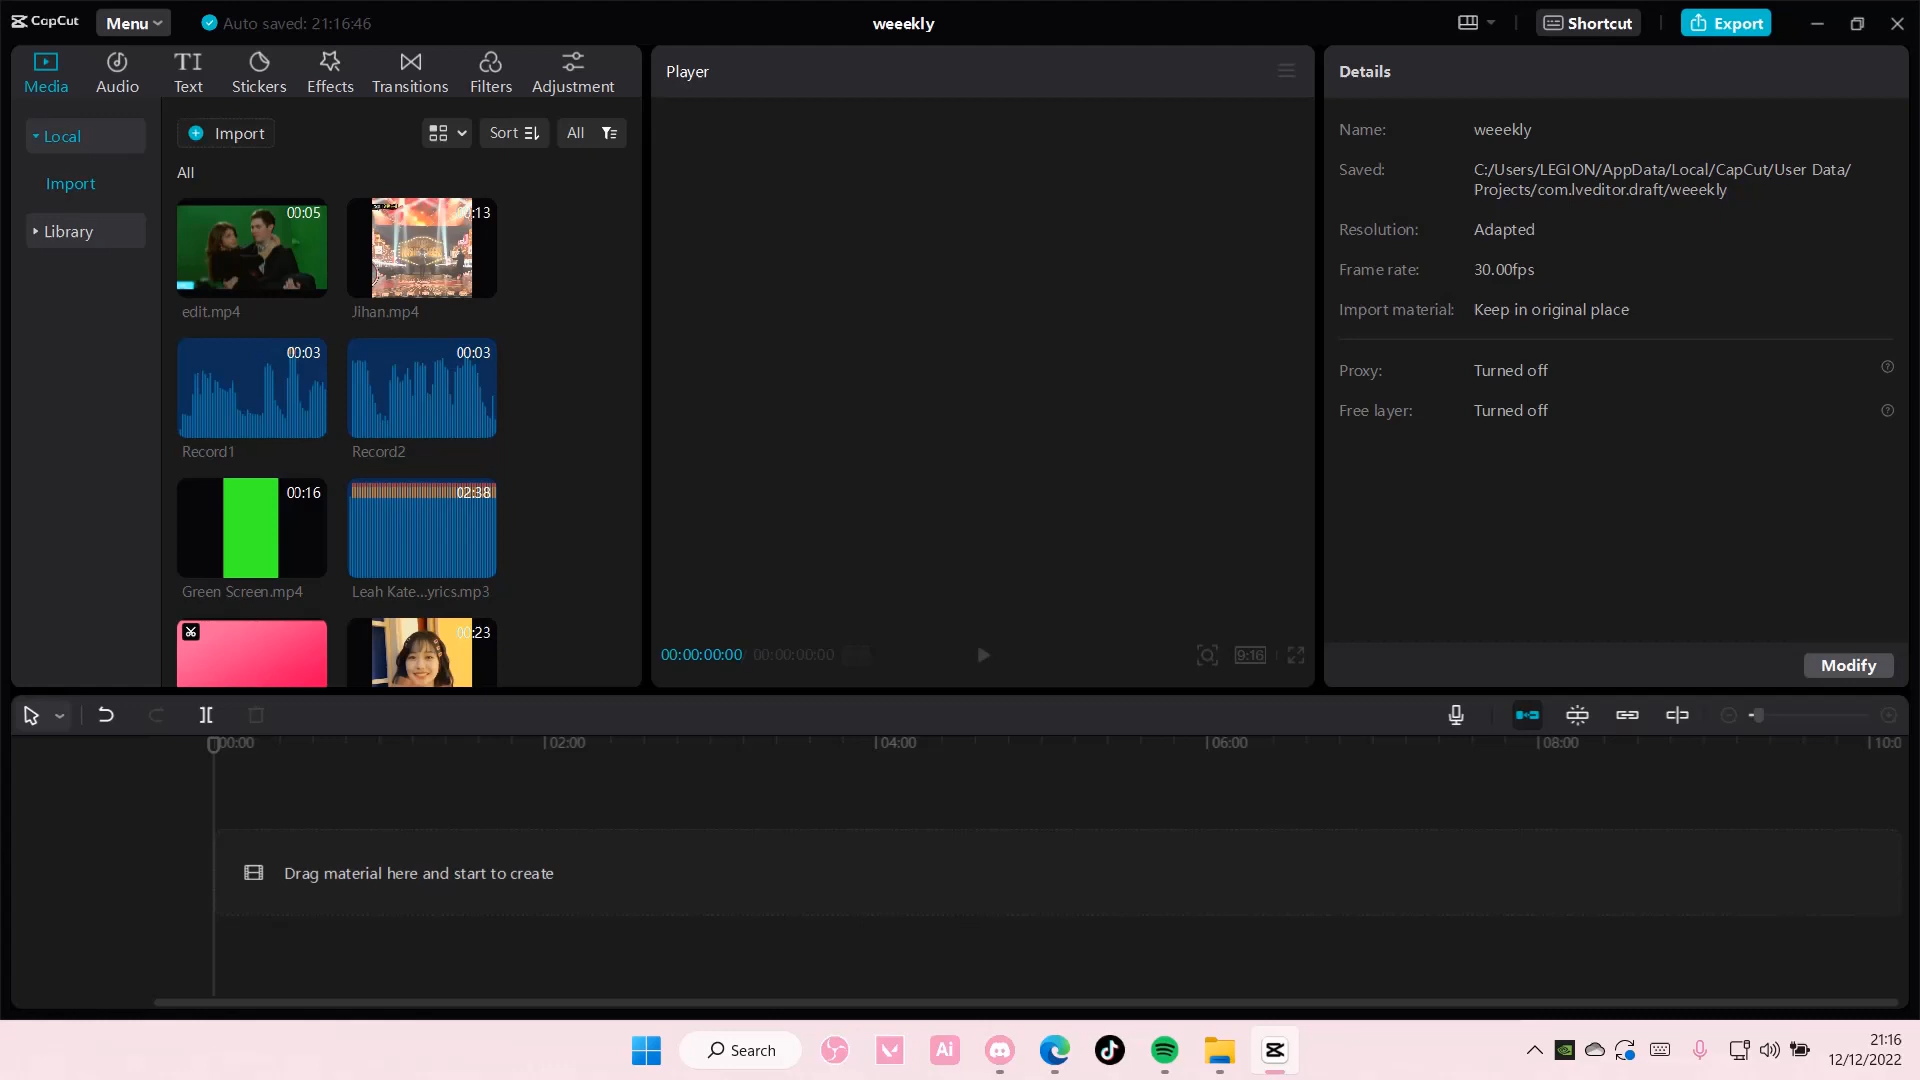 CapCut
Menu
Auto saved: 21:16:46
weeekly
Shortcut
Export
Media
Audio
Text
Stickers
Effects
Transitions
Filters
Adjustment
Local
Import
Library
Import
Sort
All
All
00:05
edit.mp4
:13
Jihan.mp4
00:03
Record1
00:03
Record2
00:16
Green Screen.mp4
02:38
Leah Kate...yrics.mp3
:23
Player
00:00:00:00
00:00:00:00
9:16
Details
Name:
weeekly
Saved:
C:/Users/LEGION/AppData/Local/CapCut/User Data/
Projects/com.lveditor.draft/weeekly
Resolution:
Adapted
Frame rate:
30.00fps
Import material:
Keep in original place
Proxy:
Turned off
Free layer:
Turned off
Modify
00:00
02:00
04:00
06:00
08:00
10:0
Drag material here and start to create
Search
Ai
21:16
12/12/2022